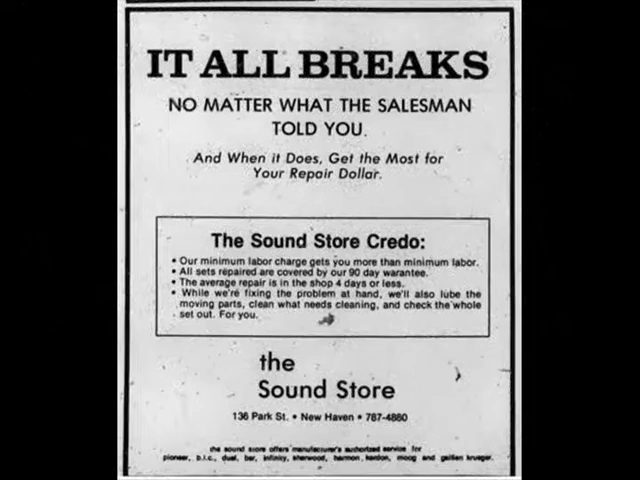 IT ALL BREAKS
NO MATTER WHAT THE SALESMAN
TOLD YOU.
And When it Does, Get the Most for
Your Repair Dollar.
The Sound Store Credo:
• Our minimum labor charge gets you more than minimum labor.
• All sets repaired are covered by our 90 day warantee.
• The average repair is in the shop 4 days or less.
• While we're fixing the problem at hand, we'll also lube the
moving parts, clean what needs cleaning, and check the whole
set out. For you.
the
Sound Store
136 Park St. • New Haven • 787-4880
the sound store offers manufacturer's authorized service for
pioneer, b.i.c., dual, bsr, infinity, sherwood, harmon kardon, moog and gallien krueger.